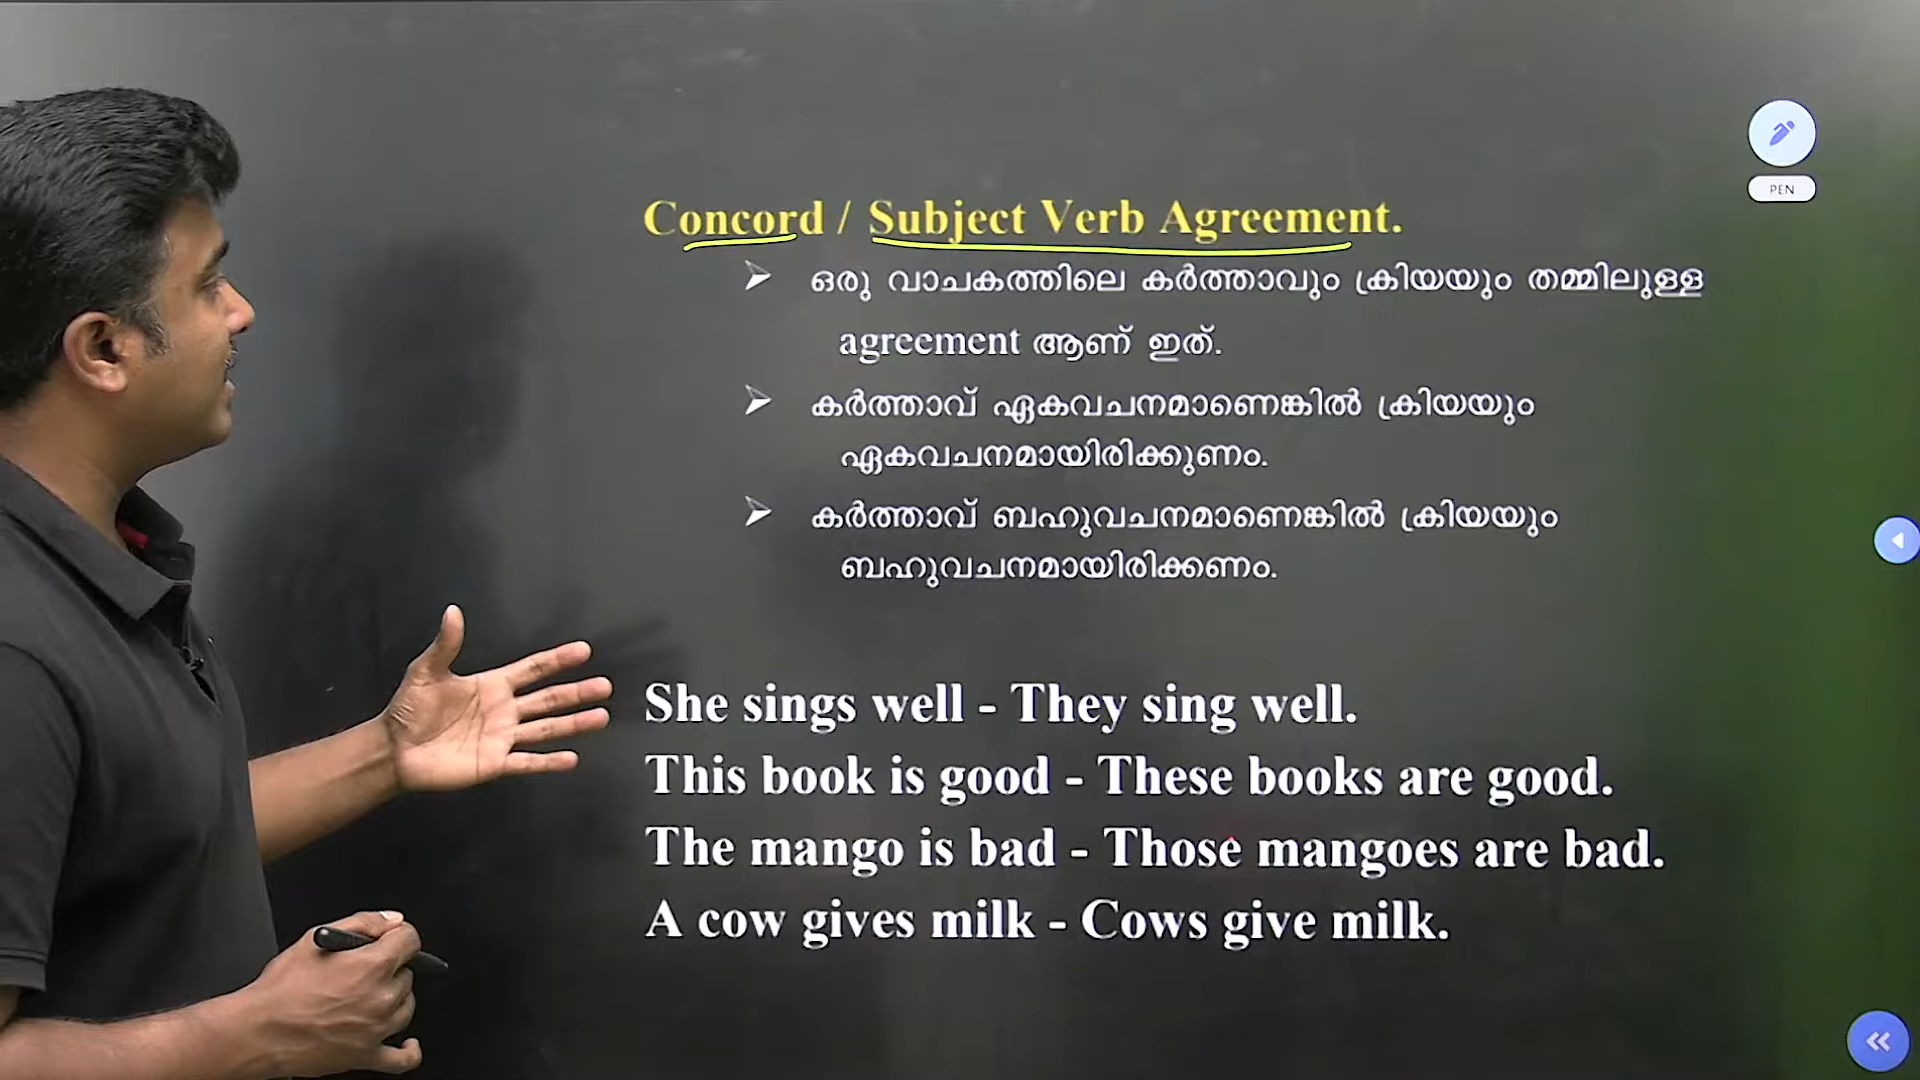 PEN
Concord / Subject Verb Agreement.
➢ ഒരു വാചകത്തിലെ കർത്താവും ക്രിയയും തമ്മിലുള്ള
agreement ആണ് ഇത്.
➢ കർത്താവ് ഏകവചനമാണെങ്കിൽ ക്രിയയും
ഏകവചനമായിരിക്കുണം.
➢ കർത്താവ് ബഹുവചനമാണെങ്കിൽ ക്രിയയും
ബഹുവചനമായിരിക്കണം.
She sings well - They sing well.
This book is good - These books are good.
The mango is bad - Those mangoes are bad.
A cow gives milk - Cows give milk.